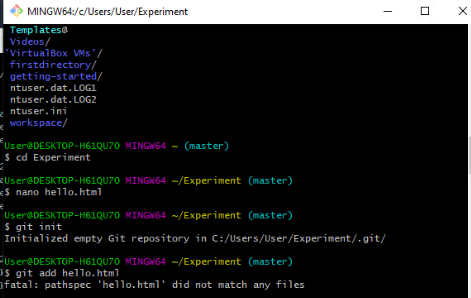 MINGW64:/c/Users/User/Experiment
Templates@
Videos/
'VirtualBox VMs'/
firstdirectory/
getting-started/
ntuser.dat.LOG1
ntuser.dat.LOG2
ntuser.ini
workspace/
User@DESKTOP-H61QU70 MINGW64 ~ (master)
$ cd Experiment
User@DESKTOP-H61QU70 MINGW64 ~/Experiment (master)
$ nano hello.html
User@DESKTOP-H61QU70 MINGW64 ~/Experiment (master)
$ git init
Initialized empty Git repository in C:/Users/User/Experiment/.git/
User@DESKTOP-H61QU70 MINGW64 ~/Experiment (master)
$ git add hello.html
fatal: pathspec 'hello.html' did not match any files